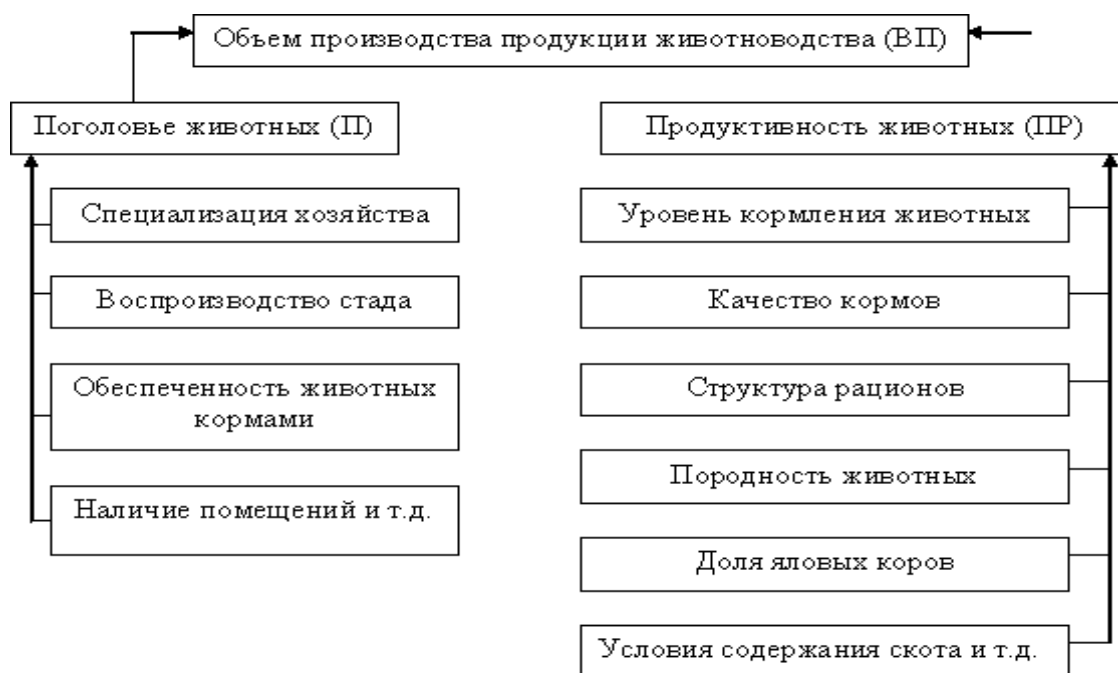 Объем производства продукции животноводства (ВП)
Поголовье животных (П)
Продуктивность животных (ПР)
Специализация хозяйства
Воспроизводство стада
Обеспеченность животных
кормами
Наличие помещений и т.д.
Уровень кормления животных
Качество кормов
Структура рационов
Породность животных
Доля яловых коров
Условия содержания скота и т.д.